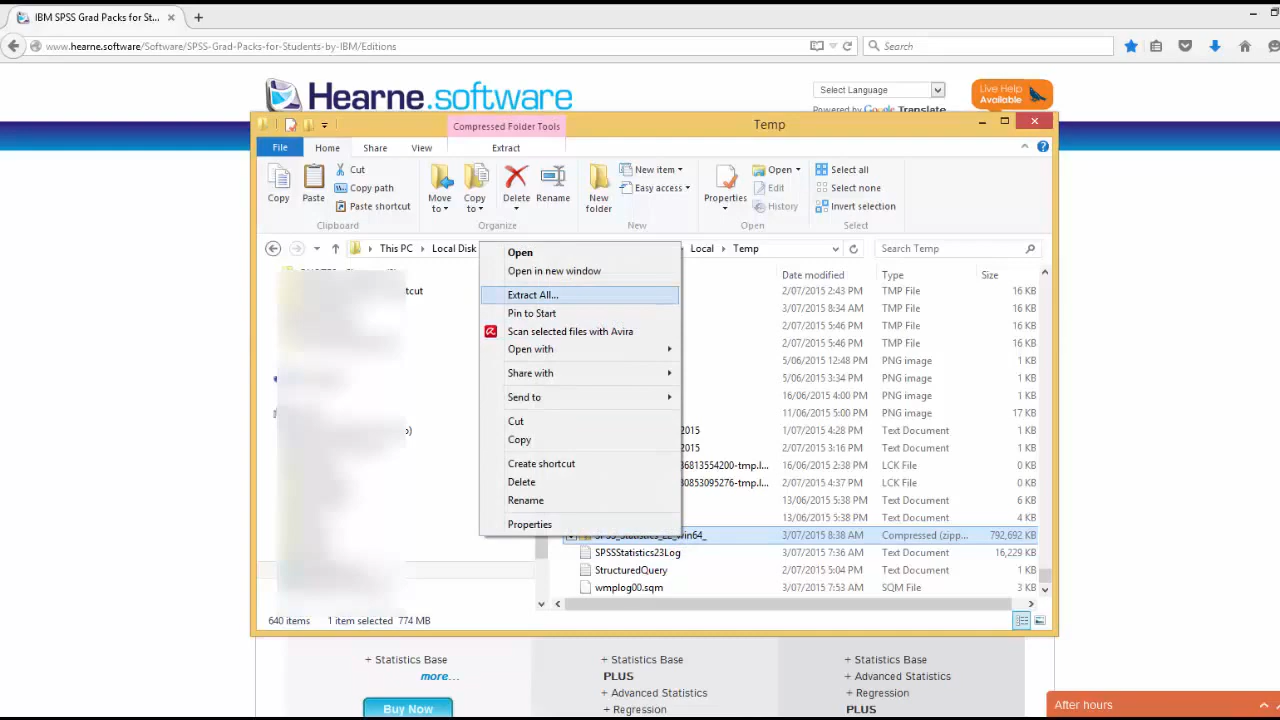 IBM SPSS Grad Packs for St...
www.hearne.software/Software/SPSS-Grad-Packs-for-Students-by-IBM/Editions
Search
Hearne.software
Select Language
Powered by Google Translate
Live Help
Available
Compressed Folder Tools
Temp
File Home Share View Extract
Copy
Paste
Cut
Copy path
Paste shortcut
Clipboard
Move to
Copy to
Delete
Rename
Organize
New folder
New item
Easy access
New
Properties
Open
Edit
History
Open
Select all
Select none
Invert selection
Select
This PC Local Disk Local Temp
Search Temp
Date modified Type Size
2/07/2015 2:43 PM TMP File 16 KB
3/07/2015 8:34 AM TMP File 16 KB
2/07/2015 5:46 PM TMP File 16 KB
2/07/2015 5:46 PM TMP File 16 KB
5/06/2015 12:48 PM PNG image 1 KB
5/06/2015 3:34 PM PNG image 1 KB
16/06/2015 4:00 PM PNG image 1 KB
11/06/2015 5:00 PM PNG image 17 KB
2015 1/07/2015 4:28 PM Text Document 1 KB
2015 2/07/2015 3:16 PM Text Document 1 KB
36813554200-tmp.l... 16/06/2015 2:38 PM LCK File 0 KB
30853095276-tmp.l... 2/07/2015 4:37 PM LCK File 0 KB
13/06/2015 5:38 PM Text Document 6 KB
13/06/2015 5:38 PM Text Document 4 KB
3/07/2015 8:38 AM Compressed (zipp... 792,692 KB
SPSSStatistics23Log 3/07/2015 7:36 AM Text Document 16,229 KB
StructuredQuery 2/07/2015 5:04 PM Text Document 1 KB
wmplog00.sqm 3/07/2015 7:53 AM SQM File 3 KB
Open
Open in new window
Extract All...
Pin to Start
Scan selected files with Avira
Open with
Share with
Send to
Cut
Copy
Create shortcut
Delete
Rename
Properties
640 items 1 item selected 774 MB
+ Statistics Base
more...
Buy Now
+ Statistics Base
PLUS
+ Advanced Statistics
+ Regression
+ Statistics Base
+ Advanced Statistics
+ Regression
PLUS
After hours